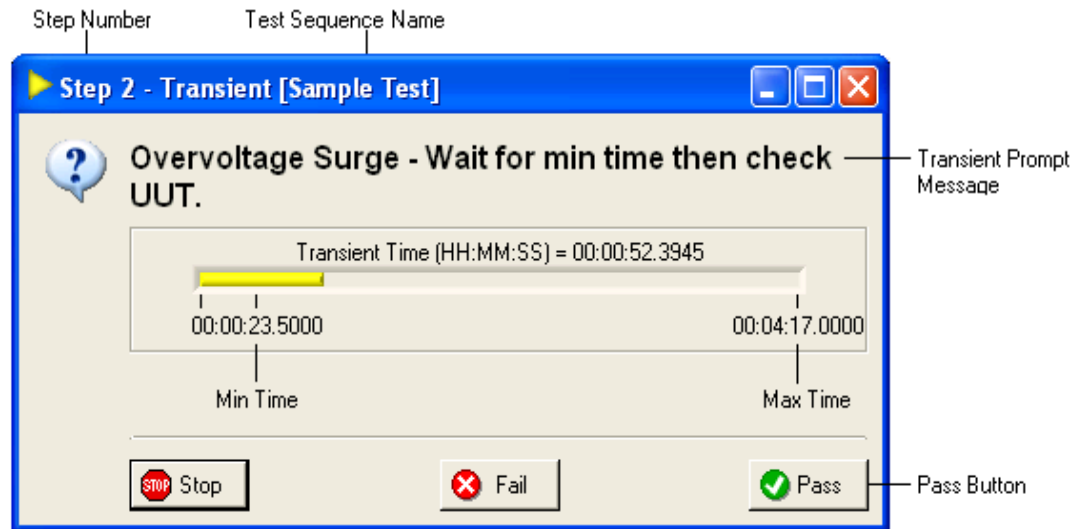 Step Number Test Sequence Name
Step 2 - Transient [Sample Test]
Overvoltage Surge - Wait for min time then check
UUT.
Transient Prompt
Message
Transient Time (HH:MM:SS) = 00:00:52.3945
00:00:23.5000 00:04:17.0000
Min Time Max Time
STOP Stop Fail Pass Pass Button